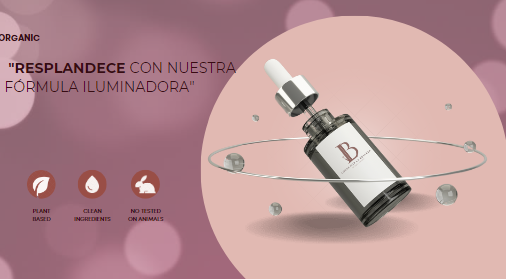 ORGANIC
"RESPLANDECE CON NUESTRA
FÓRMULA ILUMINADORA"
PLANT
BASED
CLEAN
INGREDIENTS
NO TESTED
ON ANIMALS
B